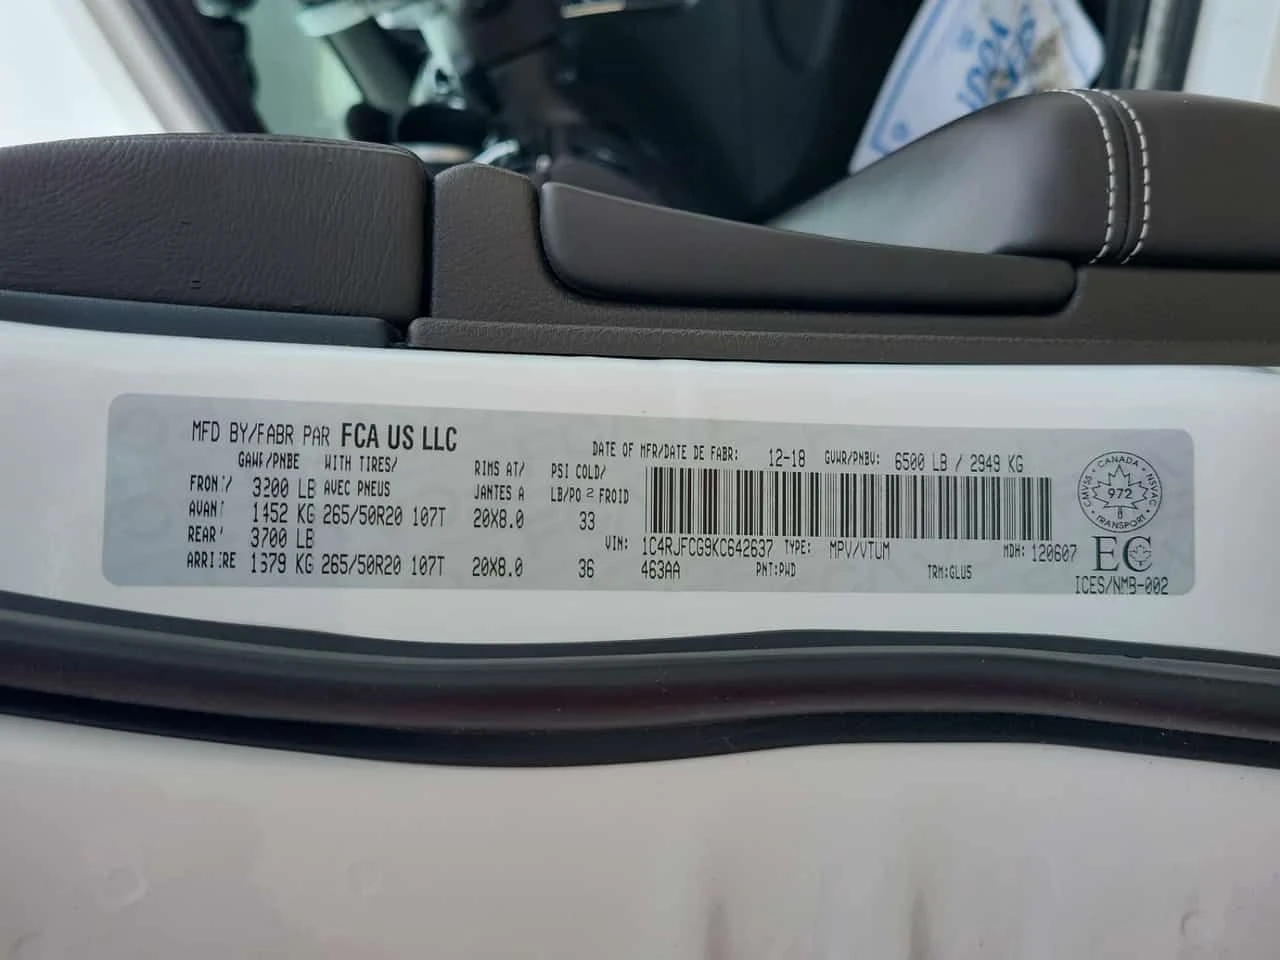 MFD BY/FABR PAR FCA US LLC
DATE OF MFR/DATE DE FABR: 12-18 GVWR/PNBV: 6500 LB / 2949 KG
GAWR/PNBE WITH TIRES/ RIMS AT/ PSI COLD/
FRONT/ 3200 LB AVEC PNEUS JANTES A LB/PO 2 FROID
AVANT 1452 KG 265/50R20 107T 20X8.0 33
REAR/ 3700 LB
VIN: 1C4RJFCG9KC642637 TYPE: MPV/VTUM MDH: 120607
ARRIERE 1679 KG 265/50R20 107T 20X8.0 36
463AA PNT:PWD TRM:GLU5
CMVSS • CANADA • NSVAC
972
8
TRANSPORT
EC
ICES/NMB-002